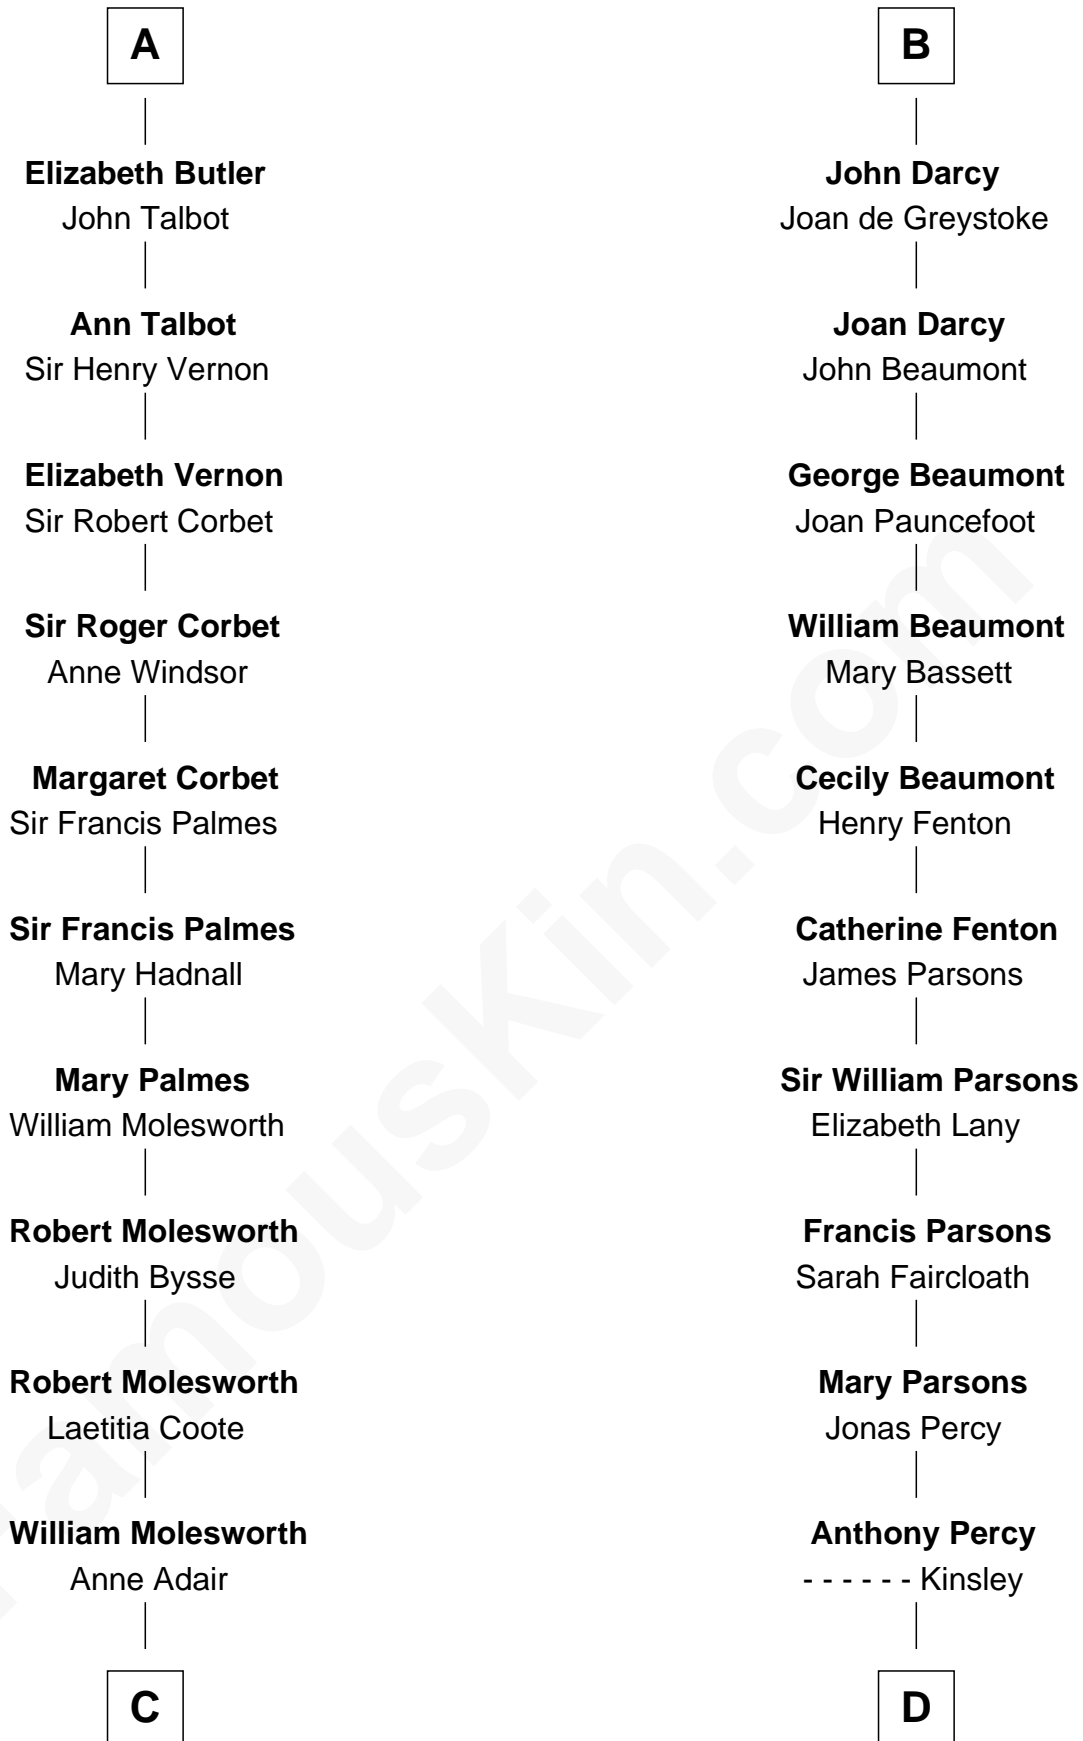 A
Elizabeth Butler
John Talbot
Ann Talbot
Sir Henry Vernon
Elizabeth Vernon
Sir Robert Corbet
Sir Roger Corbet
Anne Windsor
Margaret Corbet
Sir Francis Palmes
Sir Francis Palmes
Mary Hadnall
Mary Palmes
William Molesworth
Robert Molesworth
Judith Bysse
Robert Molesworth
Laetitia Coote
William Molesworth
Anne Adair
C
B
John Darcy
Joan de Greystoke
Joan Darcy
John Beaumont
George Beaumont
Joan Pauncefoot
William Beaumont
Mary Bassett
Cecily Beaumont
Henry Fenton
Catherine Fenton
James Parsons
Sir William Parsons
Elizabeth Lany
Francis Parsons
Sarah Faircloath
Mary Parsons
Jonas Percy
Anthony Percy
- - - - - - Kinsley
D
FamousKin.com